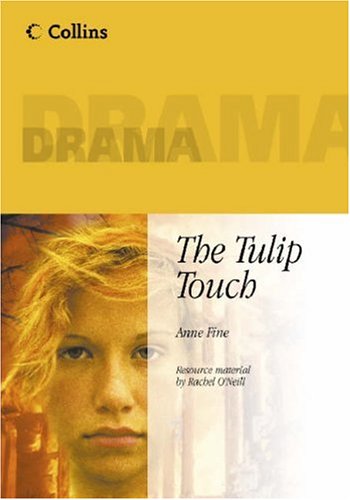 Collins
DRAMA
DRAMA
The Tulip
Touch
Anne Fine
Resource material
by Rachel O'Neill